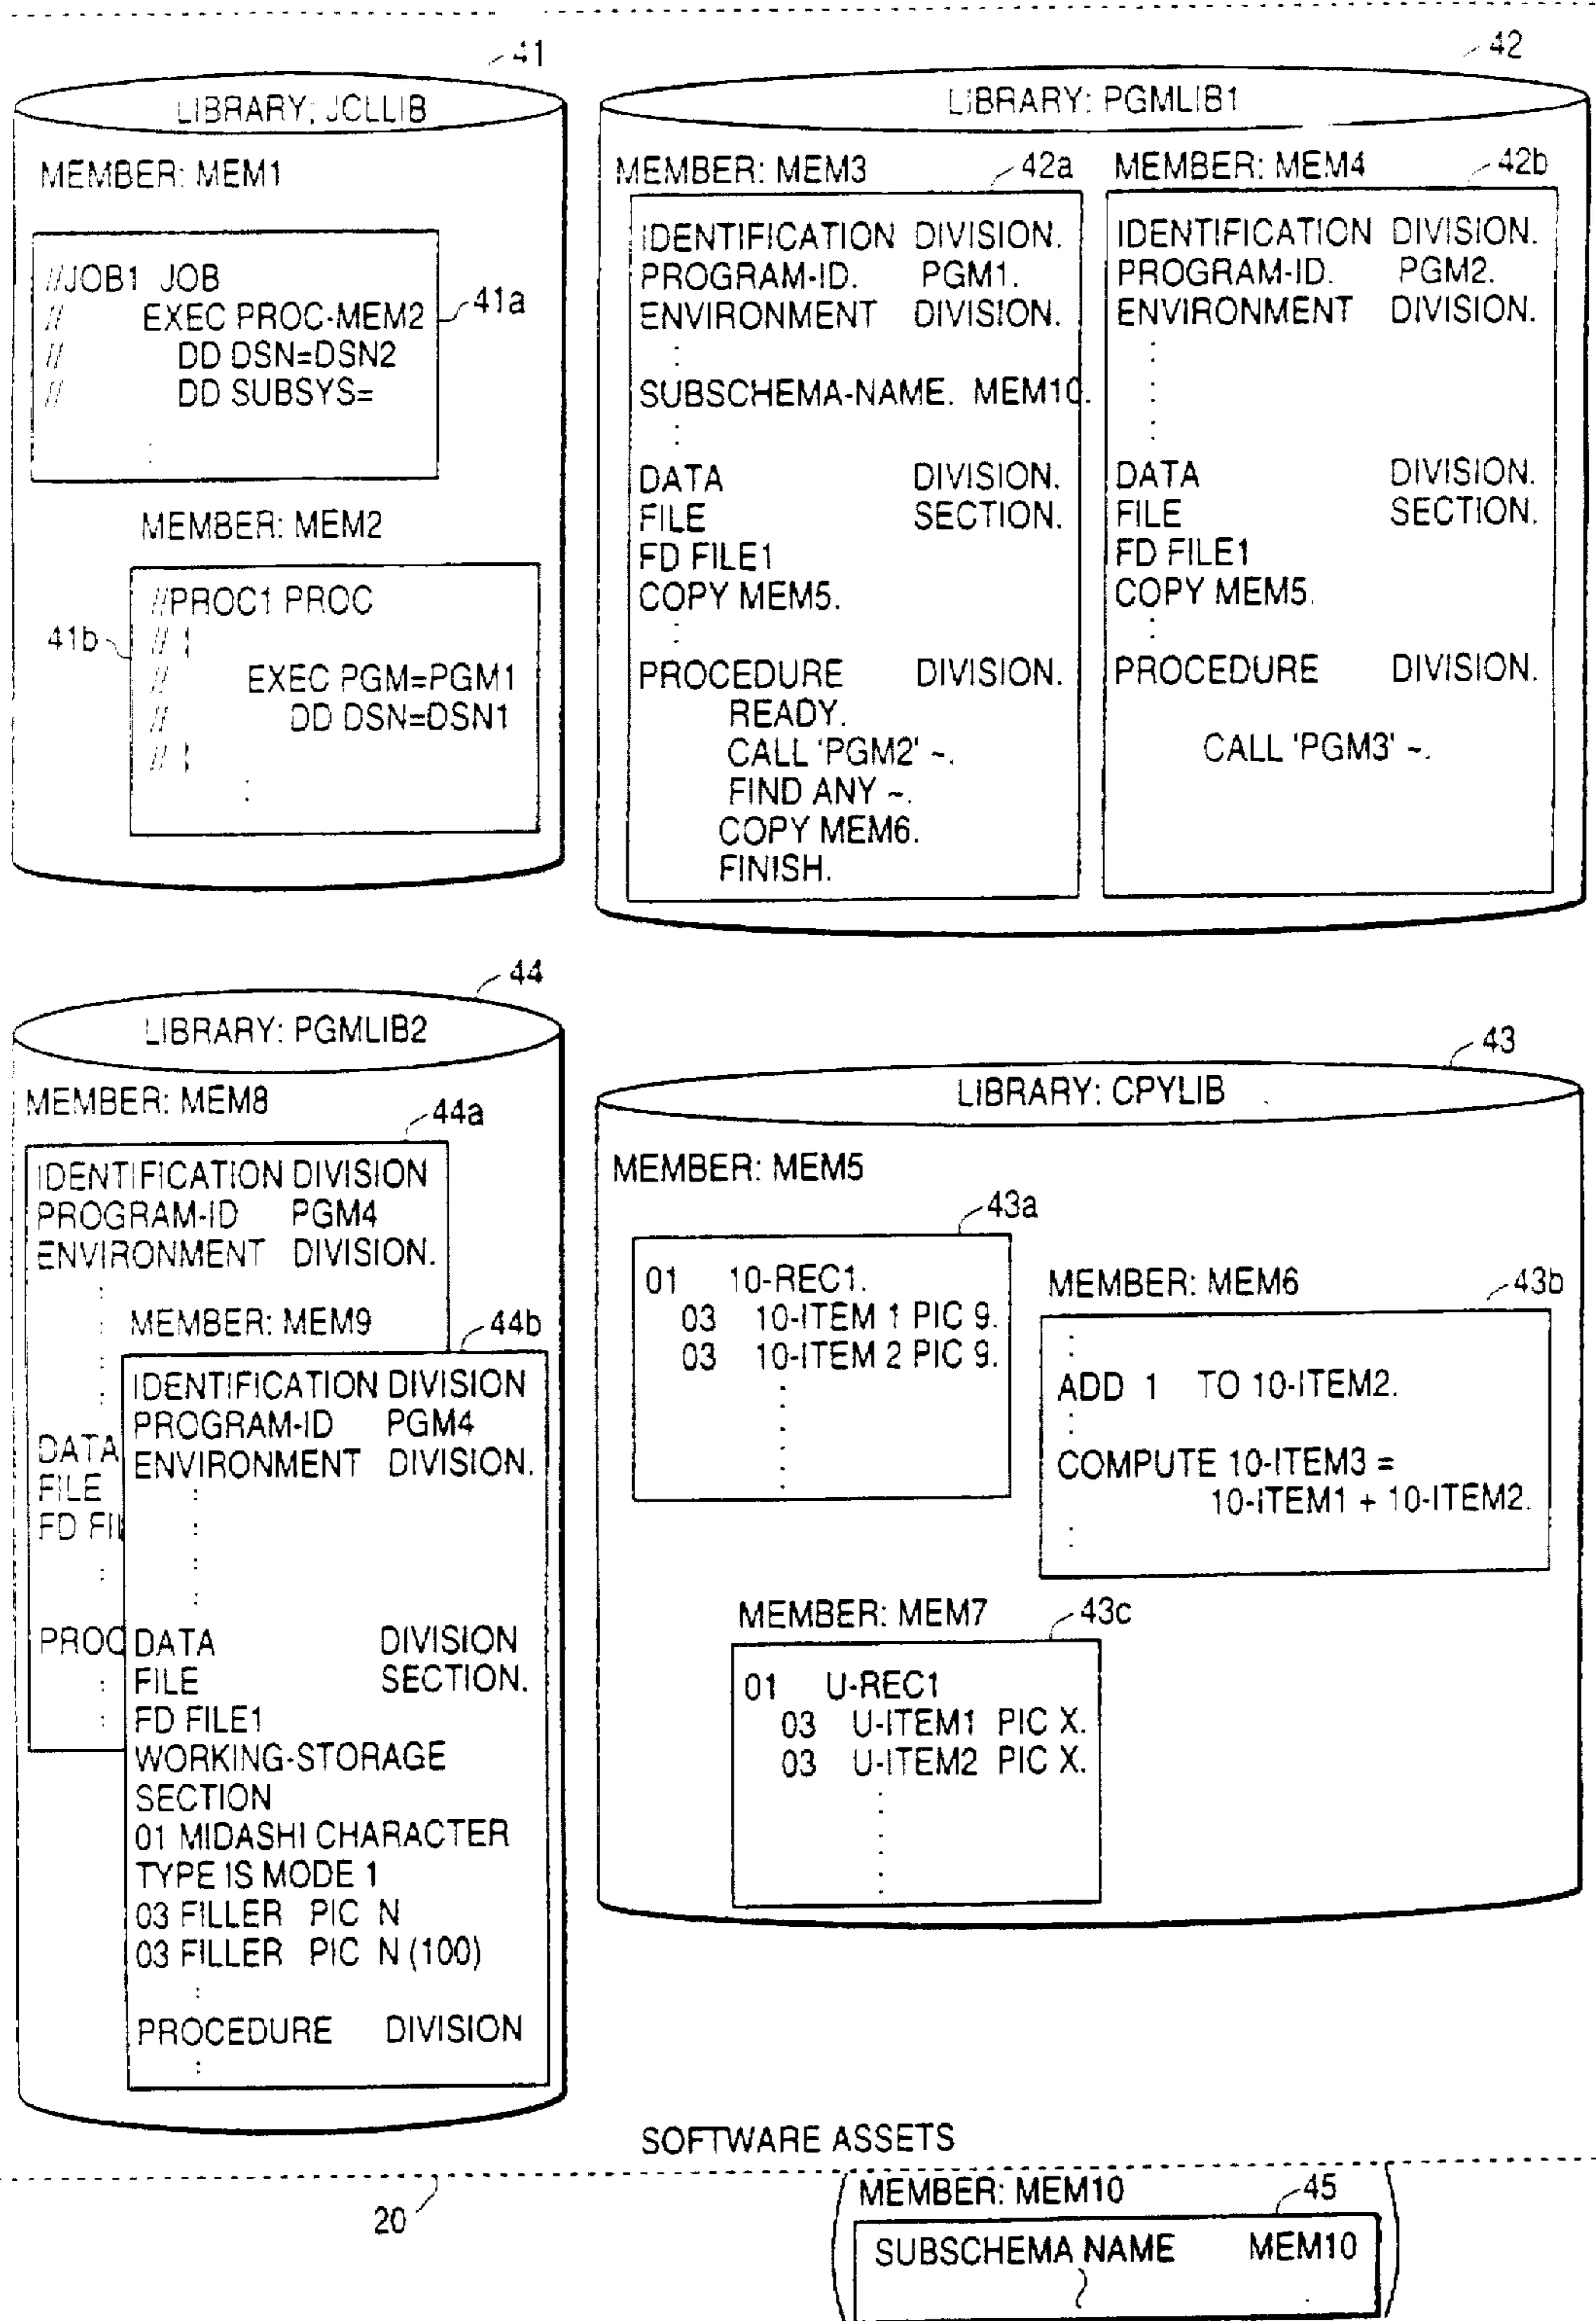 41
LIBRARY; JCLLIB
MEMBER: MEM1
//JOB1 JOB
// EXEC PROC-MEM2
// DD DSN=DSN2
// DD SUBSYS=
:
41a
MEMBER: MEM2
//PROC1 PROC
// |
// EXEC PGM=PGM1
// DD DSN=DSN1
// |
:
41b
42
LIBRARY: PGMLIB1
MEMBER: MEM3
42a
IDENTIFICATION DIVISION.
PROGRAM-ID. PGM1.
ENVIRONMENT DIVISION.
:
SUBSCHEMA-NAME. MEM10.
:
DATA DIVISION.
FILE SECTION.
FD FILE1
COPY MEM5.
:
PROCEDURE DIVISION.
READY.
CALL 'PGM2' ~.
FIND ANY ~.
COPY MEM6.
FINISH.
MEMBER: MEM4
42b
IDENTIFICATION DIVISION.
PROGRAM-ID. PGM2.
ENVIRONMENT DIVISION.
:
:
:
DATA DIVISION.
FILE SECTION.
FD FILE1
COPY MEM5.
:
PROCEDURE DIVISION.
CALL 'PGM3' ~.
44
LIBRARY: PGMLIB2
MEMBER: MEM8
44a
IDENTIFICATION DIVISION
PROGRAM-ID PGM4
ENVIRONMENT DIVISION.
:
:
:
:
DATA
FILE
FD FIL
:
PROC
:
:
MEMBER: MEM9
44b
IDENTIFICATION DIVISION
PROGRAM-ID PGM4
ENVIRONMENT DIVISION.
:
:
:
:
DATA DIVISION
FILE SECTION.
FD FILE1
WORKING-STORAGE
SECTION
01 MIDASHI CHARACTER
TYPE IS MODE 1
03 FILLER PIC N
03 FILLER PIC N (100)
:
PROCEDURE DIVISION
:
43
LIBRARY: CPYLIB
MEMBER: MEM5
43a
01 10-REC1.
03 10-ITEM 1 PIC 9.
03 10-ITEM 2 PIC 9.
:
:
:
MEMBER: MEM6
43b
:
ADD 1 TO 10-ITEM2.
:
COMPUTE 10-ITEM3 =
10-ITEM1 + 10-ITEM2.
:
MEMBER: MEM7
43c
01 U-REC1
03 U-ITEM1 PIC X.
03 U-ITEM2 PIC X.
:
:
:
SOFTWARE ASSETS
20
MEMBER: MEM10
45
SUBSCHEMA NAME MEM10